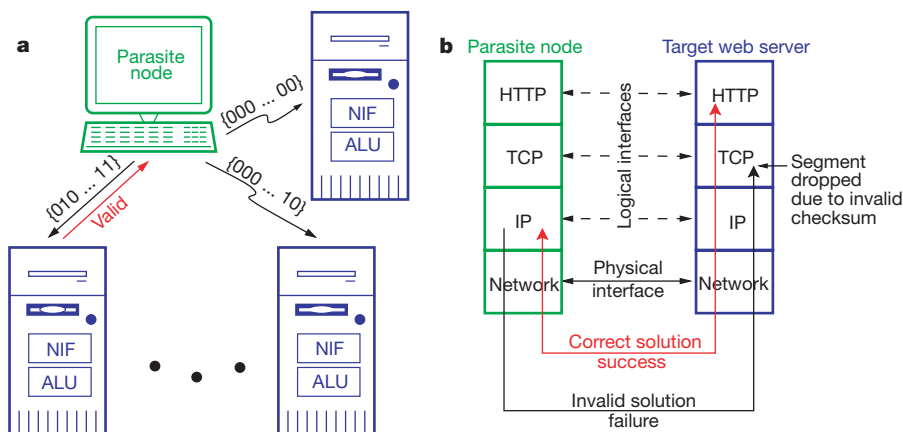 a
Parasite
node
{000 ... 00}
{010 ... 11}
Valid
{000 ... 10}
NIF
ALU
NIF
ALU
NIF
ALU
b
Parasite node
Target web server
HTTP
HTTP
TCP
TCP
IP
IP
Network
Network
Logical interfaces
Physical
interface
Segment
dropped
due to invalid
checksum
Correct solution
success
Invalid solution
failure